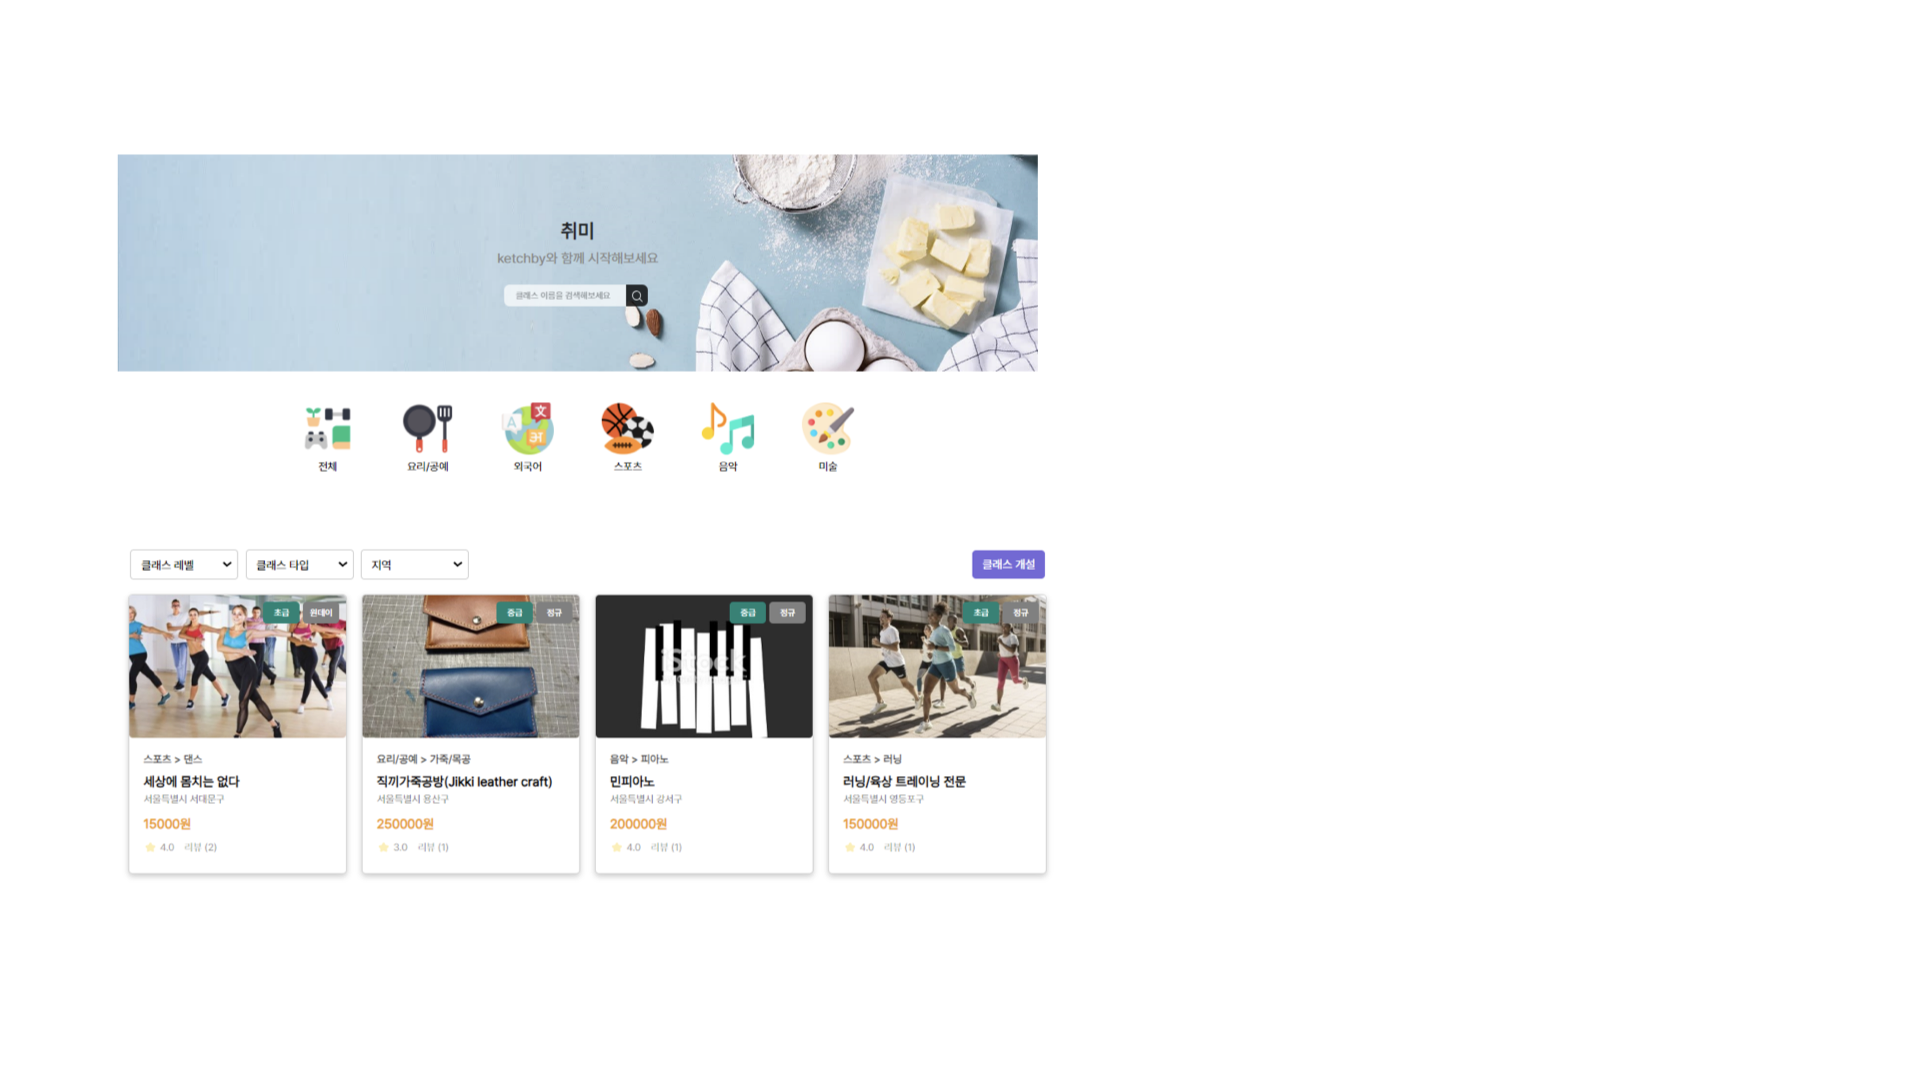 취미
ketchby와 함께 시작해보세요
클래스 이름을 검색해보세요
전체
요리/공예
외국어
스포츠
음악
미술
클래스 레벨
클래스 타입
지역
클래스 개설
초급
원데이
스포츠 > 댄스
세상에 몸치는 없다
서울특별시 서대문구
15000원
4.0 리뷰 (2)
중급
정규
요리/공예 > 가죽/목공
직끼가죽공방(Jikki leather craft)
서울특별시 용산구
250000원
3.0 리뷰 (1)
중급
정규
iStock
음악 > 피아노
민피아노
서울특별시 강서구
200000원
4.0 리뷰 (1)
초급
정규
스포츠 > 러닝
러닝/육상 트레이닝 전문
서울특별시 영등포구
150000원
4.0 리뷰 (1)